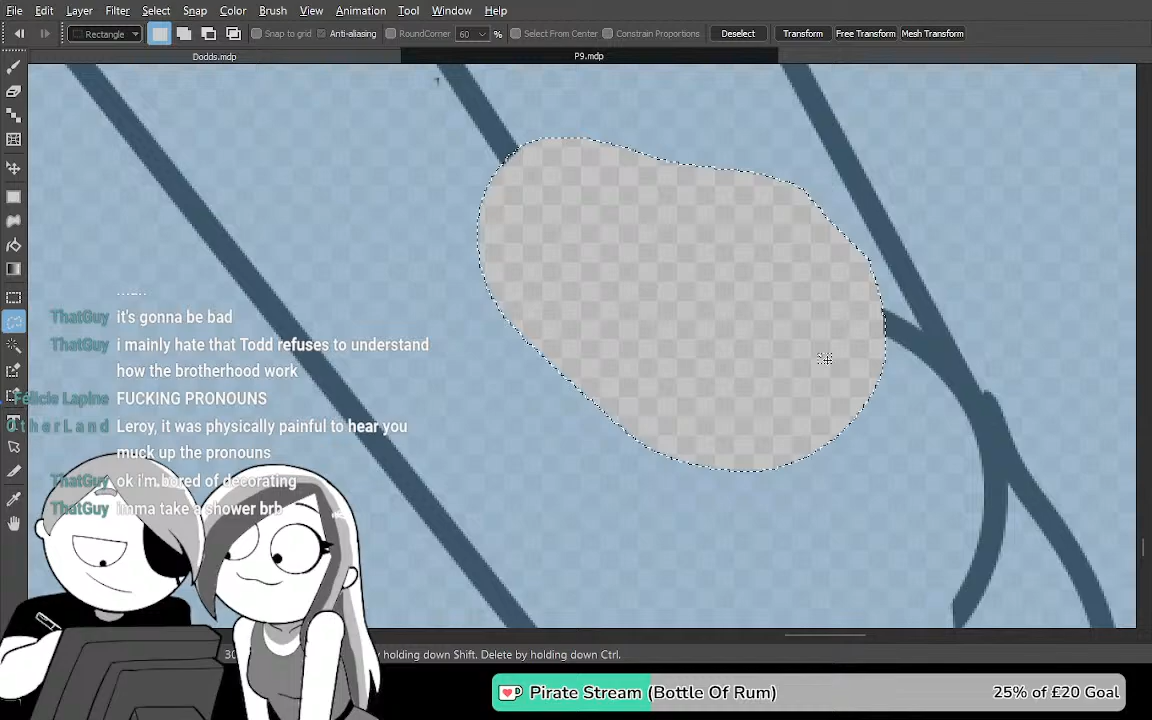 File Edit Layer Filter Select Snap Color Brush View Animation Tool Window Help
Rectangle Snap to grid Anti-aliasing RoundCorner 60 % Select From Center Constrain Proportions Deselect Transform Free Transform Mesh Transform
Dodds.mdp P9.mdp
ThatGuy it's gonna be bad
ThatGuy i mainly hate that Todd refuses to understand
how the brotherhood work
Félicie Lapine FUCKING PRONOUNS
OtherLand Leroy, it was physically painful to hear you
muck up the pronouns
ThatGuy ok i'm bored of decorating
ThatGuy imma take a shower brb
holding down Shift. Delete by holding down Ctrl.
Pirate Stream (Bottle Of Rum) 25% of £20 Goal